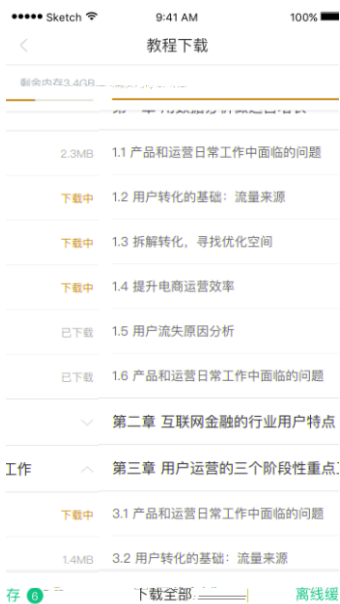 Sketch 9:41 AM 100%
教程下载
剩余内存3.4GB
2.3MB 1.1 产品和运营日常工作中面临的问题
下载中 1.2 用户转化的基础：流量来源
下载中 1.3 拆解转化，寻找优化空间
下载中 1.4 提升电商运营效率
已下载 1.5 用户流失原因分析
已下载 1.6 产品和运营日常工作中面临的问题
第二章 互联网金融的行业用户特点
工作 第三章 用户运营的三个阶段性重点
下载中 3.1 产品和运营日常工作中面临的问题
1.4MB 3.2 用户转化的基础：流量来源
存 6 下载全部 离线缓